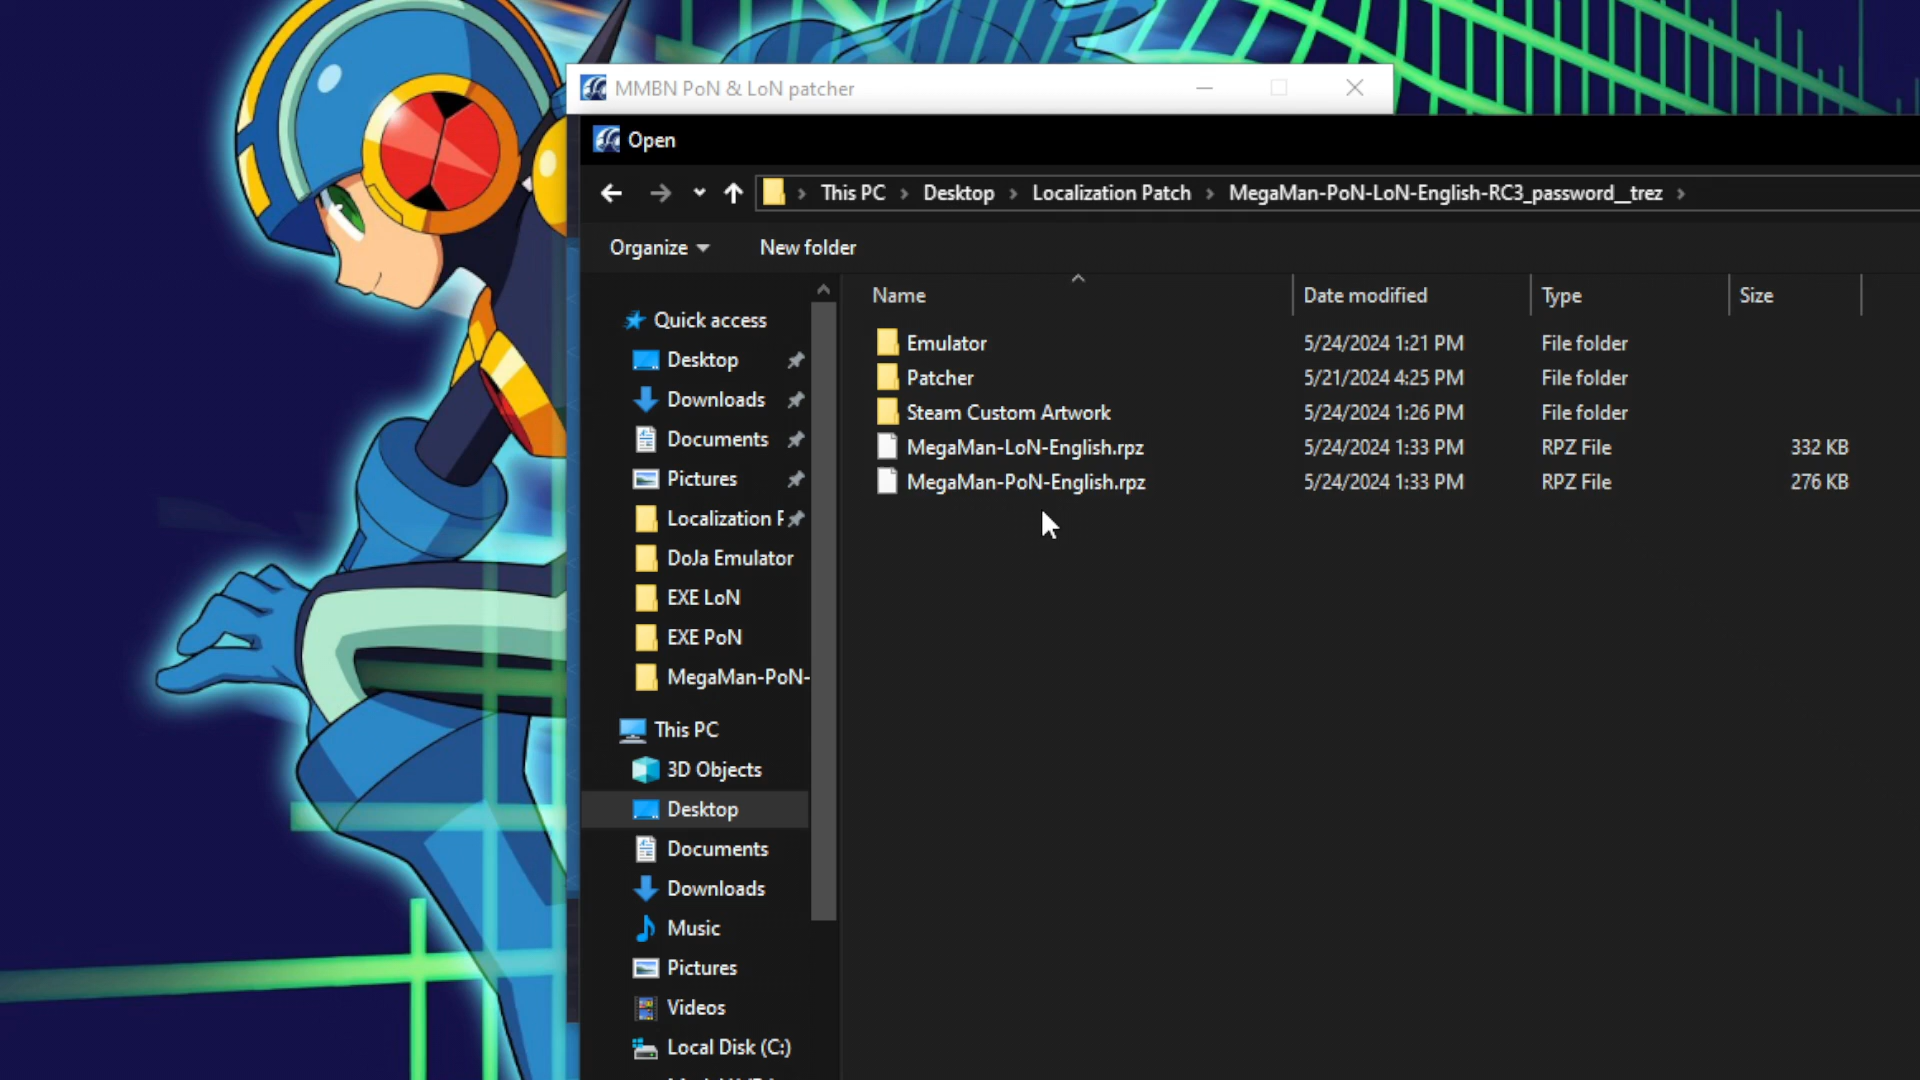 MMBN PoN & LoN patcher
Open
This PC > Desktop > Localization Patch > MegaMan-PoN-LoN-English-RC3_password__trez >
Organize New folder
Name Date modified Type Size
Emulator 5/24/2024 1:21 PM File folder
Patcher 5/21/2024 4:25 PM File folder
Steam Custom Artwork 5/24/2024 1:26 PM File folder
MegaMan-LoN-English.rpz 5/24/2024 1:33 PM RPZ File 332 KB
MegaMan-PoN-English.rpz 5/24/2024 1:33 PM RPZ File 276 KB
Quick access
Desktop
Downloads
Documents
Pictures
Localization F
DoJa Emulator
EXE LoN
EXE PoN
MegaMan-PoN-
This PC
3D Objects
Desktop
Documents
Downloads
Music
Pictures
Videos
Local Disk (C:)